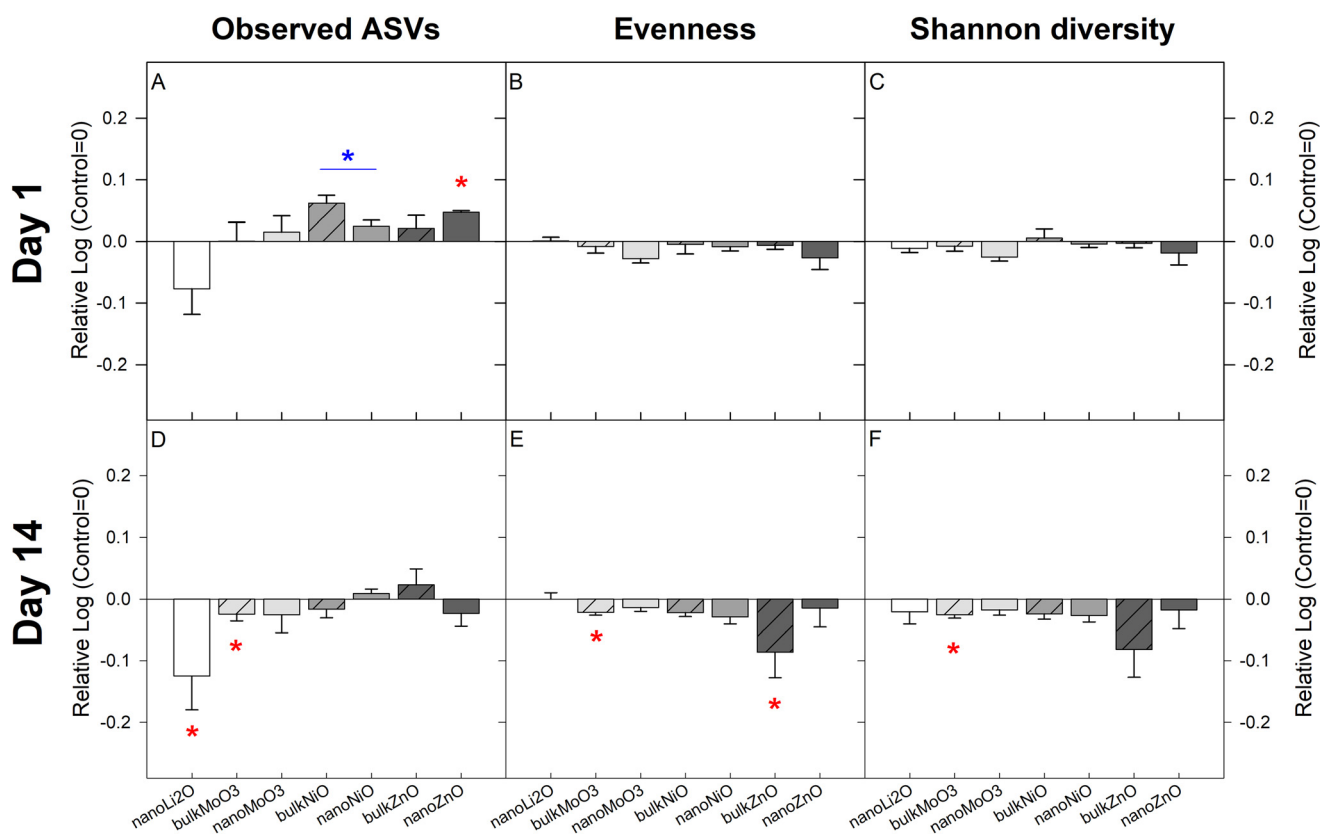 Observed ASVs Evenness Shannon diversity
Day 1
Relative Log (Control=0)
0.2
0.1
0.0
-0.1
-0.2
A
*
*
B
C
0.2
0.1
0.0
-0.1
-0.2
Relative Log (Control=0)
Day 14
Relative Log (Control=0)
0.2
0.1
0.0
-0.1
-0.2
D
*
*
E
*
*
F
*
0.2
0.1
0.0
-0.1
-0.2
Relative Log (Control=0)
nanoLi2O bulkMoO3 nanoMoO3 bulkNiO nanoNiO bulkZnO nanoZnO
nanoLi2O bulkMoO3 nanoMoO3 bulkNiO nanoNiO bulkZnO nanoZnO
nanoLi2O bulkMoO3 nanoMoO3 bulkNiO nanoNiO bulkZnO nanoZnO